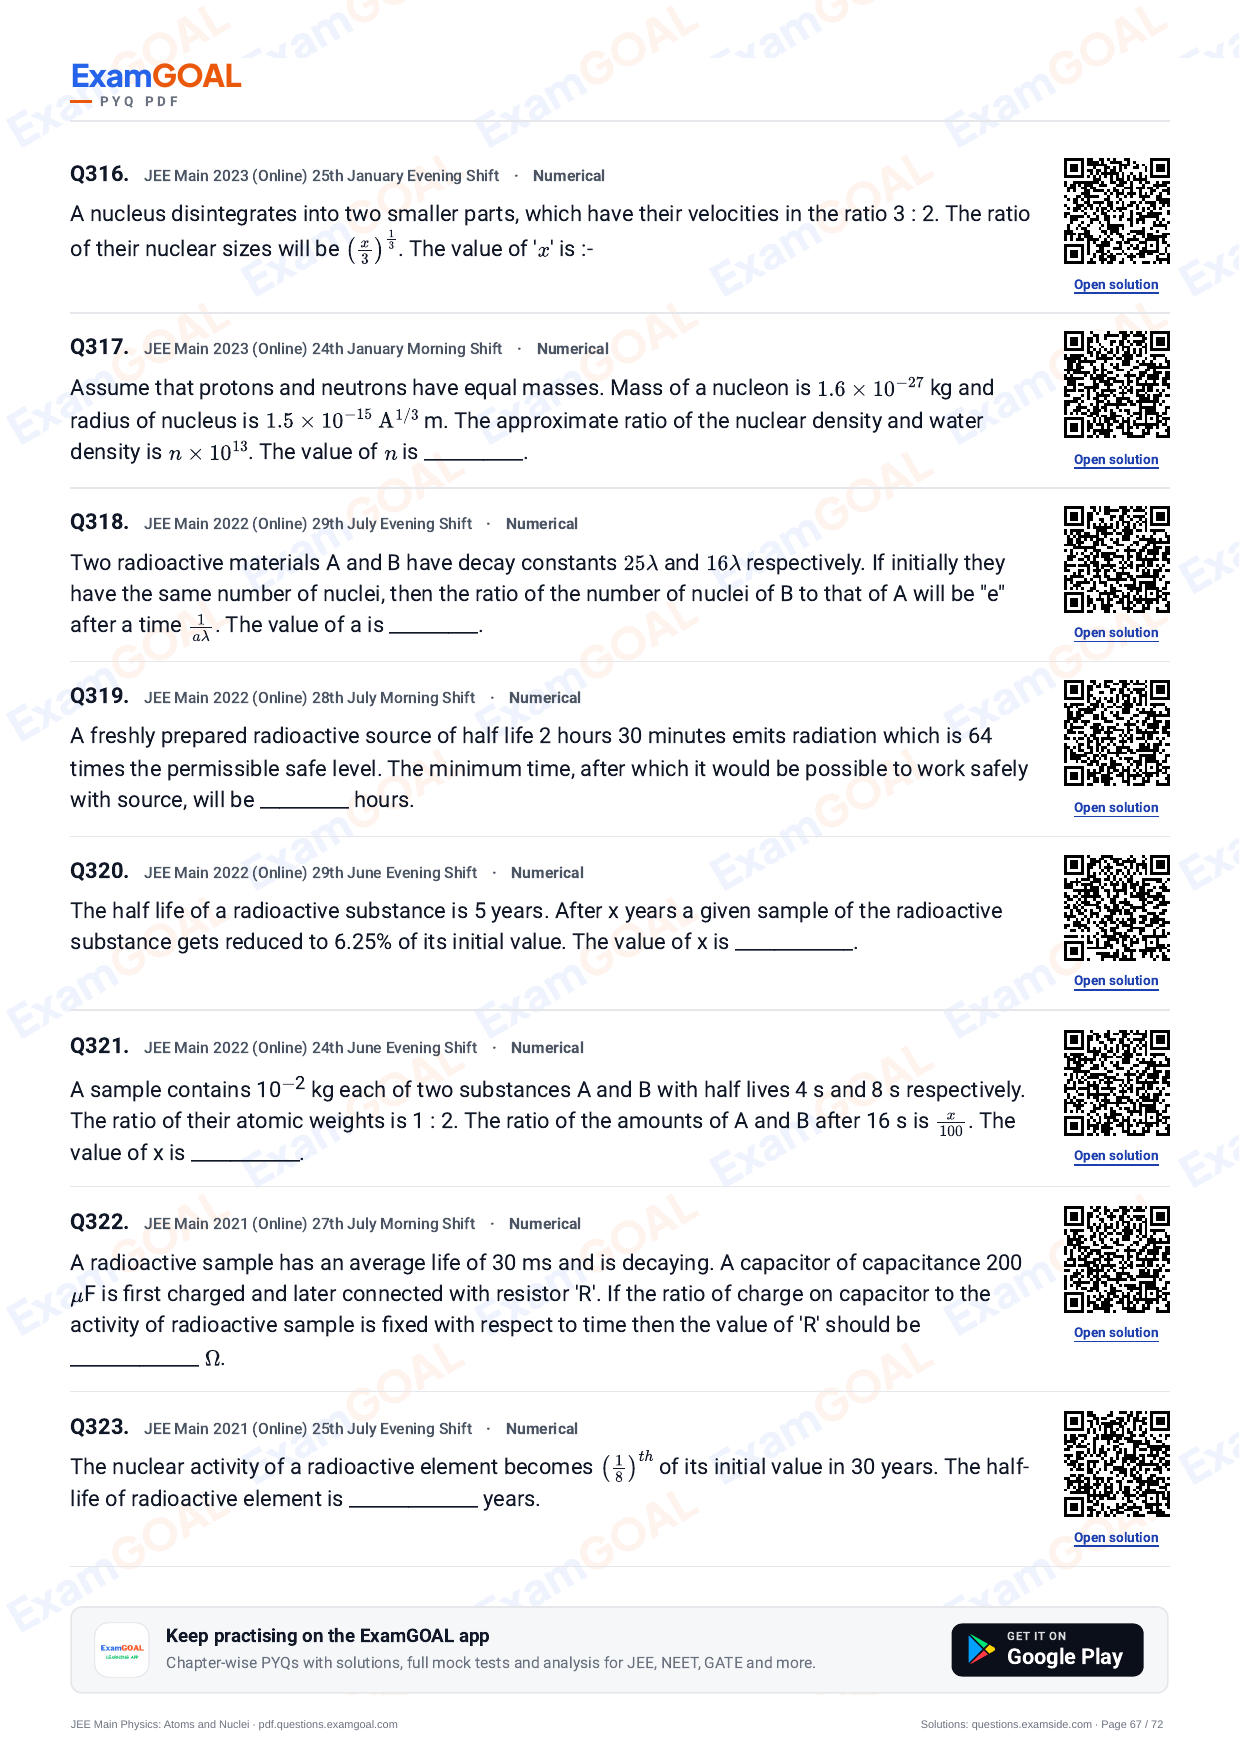 ExamGOAL
PYQ PDF
Q316. JEE Main 2023 (Online) 25th January Evening Shift · Numerical
A nucleus disintegrates into two smaller parts, which have their velocities in the ratio 3 : 2. The ratio
of their nuclear sizes will be (x/3)^(1/3). The value of 'x' is :-
Open solution
Q317. JEE Main 2023 (Online) 24th January Morning Shift · Numerical
Assume that protons and neutrons have equal masses. Mass of a nucleon is 1.6 × 10⁻²⁷ kg and
radius of nucleus is 1.5 × 10⁻¹⁵ A^(1/3) m. The approximate ratio of the nuclear density and water
density is n × 10¹³. The value of n is __________.
Open solution
Q318. JEE Main 2022 (Online) 29th July Evening Shift · Numerical
Two radioactive materials A and B have decay constants 25λ and 16λ respectively. If initially they
have the same number of nuclei, then the ratio of the number of nuclei of B to that of A will be "e"
after a time 1/aλ. The value of a is _________.
Open solution
Q319. JEE Main 2022 (Online) 28th July Morning Shift · Numerical
A freshly prepared radioactive source of half life 2 hours 30 minutes emits radiation which is 64
times the permissible safe level. The minimum time, after which it would be possible to work safely
with source, will be _________ hours.
Open solution
Q320. JEE Main 2022 (Online) 29th June Evening Shift · Numerical
The half life of a radioactive substance is 5 years. After x years a given sample of the radioactive
substance gets reduced to 6.25% of its initial value. The value of x is ____________.
Open solution
Q321. JEE Main 2022 (Online) 24th June Evening Shift · Numerical
A sample contains 10⁻² kg each of two substances A and B with half lives 4 s and 8 s respectively.
The ratio of their atomic weights is 1 : 2. The ratio of the amounts of A and B after 16 s is x/100. The
value of x is ___________.
Open solution
Q322. JEE Main 2021 (Online) 27th July Morning Shift · Numerical
A radioactive sample has an average life of 30 ms and is decaying. A capacitor of capacitance 200
μF is first charged and later connected with resistor 'R'. If the ratio of charge on capacitor to the
activity of radioactive sample is fixed with respect to time then the value of 'R' should be
_____________ Ω.
Open solution
Q323. JEE Main 2021 (Online) 25th July Evening Shift · Numerical
The nuclear activity of a radioactive element becomes (1/8)^th of its initial value in 30 years. The half-
life of radioactive element is _____________ years.
Open solution
ExamGOAL
LEARNING APP
Keep practising on the ExamGOAL app
Chapter-wise PYQs with solutions, full mock tests and analysis for JEE, NEET, GATE and more.
GET IT ON
Google Play
JEE Main Physics: Atoms and Nuclei · pdf.questions.examgoal.com
Solutions: questions.examside.com · Page 67 / 72